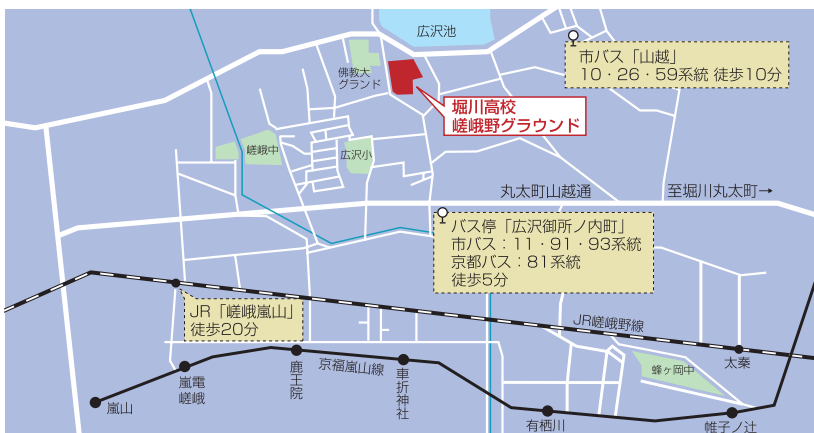 広沢池
市バス「山越」
10・26・59系統 徒歩10分
佛教大
グランド
堀川高校
嵯峨野グラウンド
嵯峨中
広沢小
丸太町山越通
至堀川丸太町→
バス停「広沢御所ノ内町」
市バス：11・91・93系統
京都バス：81系統
徒歩5分
JR「嵯峨嵐山」
徒歩20分
JR嵯峨野線
太秦
京福嵐山線
鹿王院
車折神社
嵐電
嵯峨
嵐山
蜂ヶ岡中
有栖川
帷子ノ辻